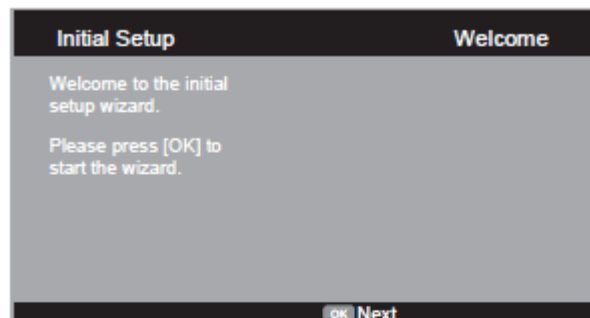 Initial Setup Welcome
Welcome to the initial
setup wizard.
Please press [OK] to
start the wizard.
OK Next